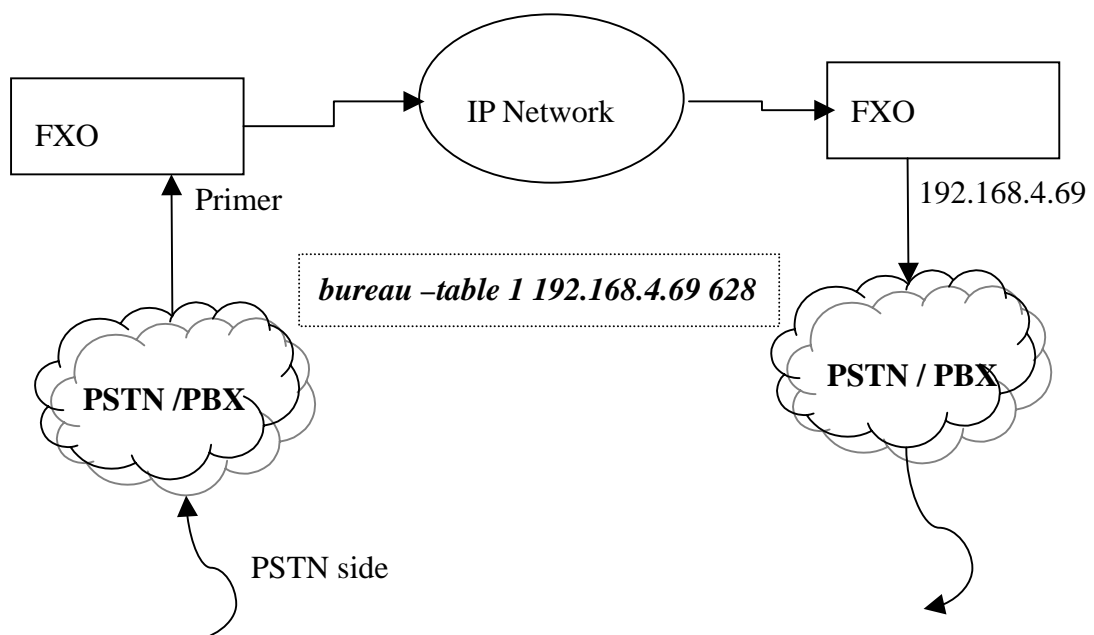 IP Network
FXO
FXO
Primer
192.168.4.69
bureau –table 1 192.168.4.69 628
PSTN /PBX
PSTN / PBX
PSTN side